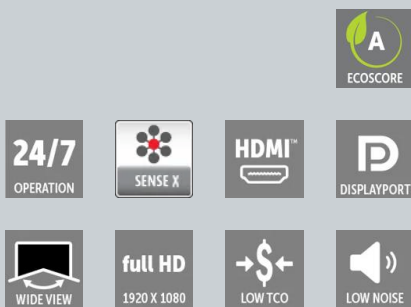 A
ECOSCORE
24/7
OPERATION
SENSE X
HDMI™
DISPLAYPORT
WIDE VIEW
full HD
1920 X 1080
$
LOW TCO
LOW NOISE